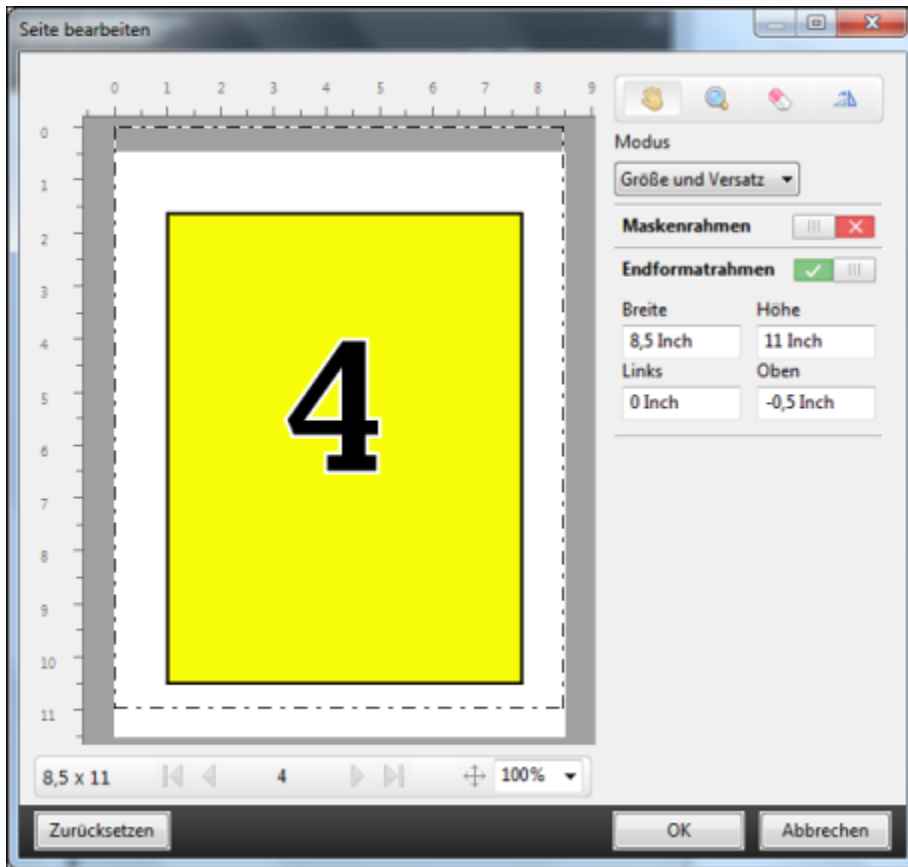 Seite bearbeiten
0 1 2 3 4 5 6 7 8 9
0
1
2
3
4
5
6
7
8
9
10
11
4
Modus
Größe und Versatz
Maskenrahmen
Endformatrahmen
Breite Höhe
8,5 Inch 11 Inch
Links Oben
0 Inch -0,5 Inch
8,5 x 11 4 100%
Zurücksetzen OK Abbrechen